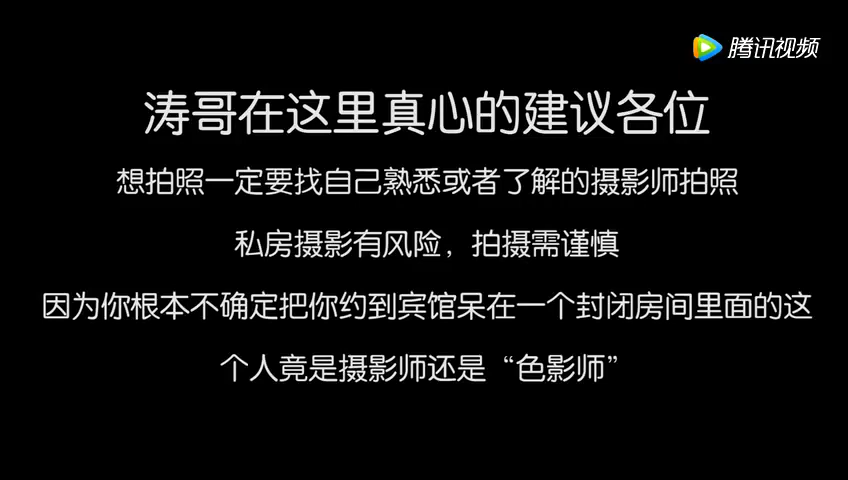 腾讯视频
涛哥在这里真心的建议各位
想拍照一定要找自己熟悉或者了解的摄影师拍照
私房摄影有风险，拍摄需谨慎
因为你根本不确定把你约到宾馆呆在一个封闭房间里面的这
个人竟是摄影师还是“色影师”